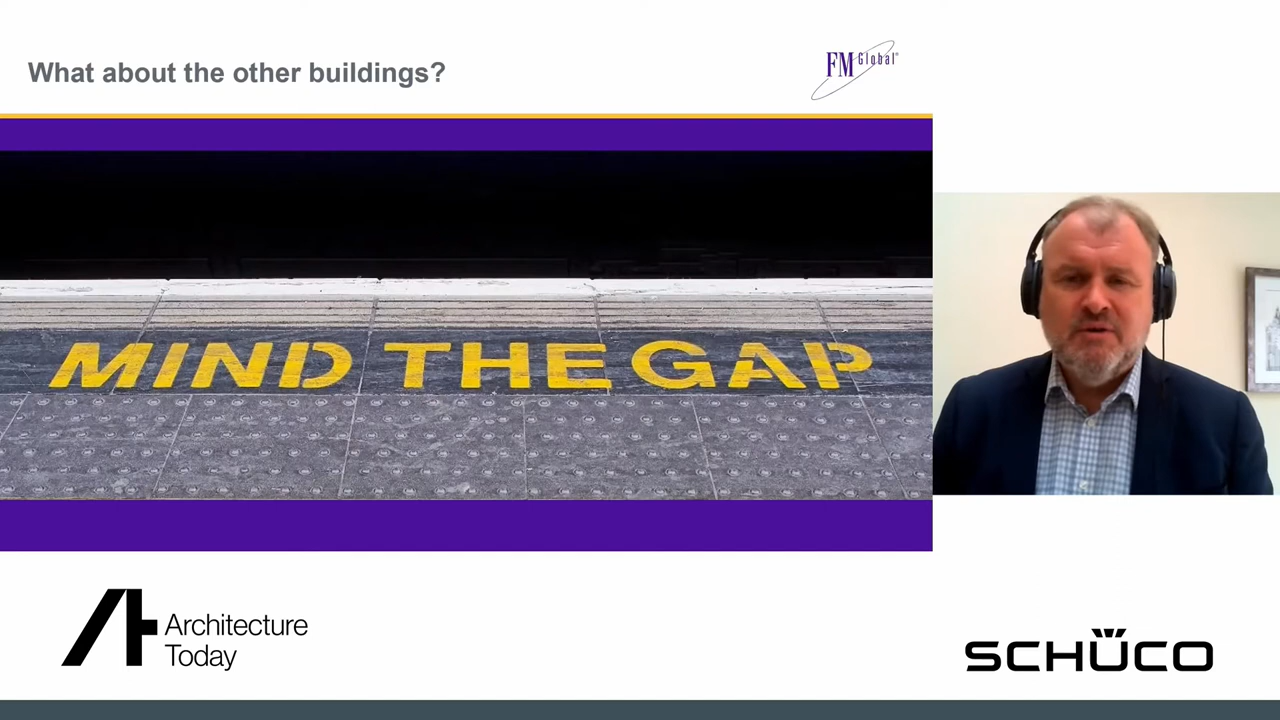 What about the other buildings?
FM Global®
MIND THE GAP
Architecture
Today
SCHÜCO